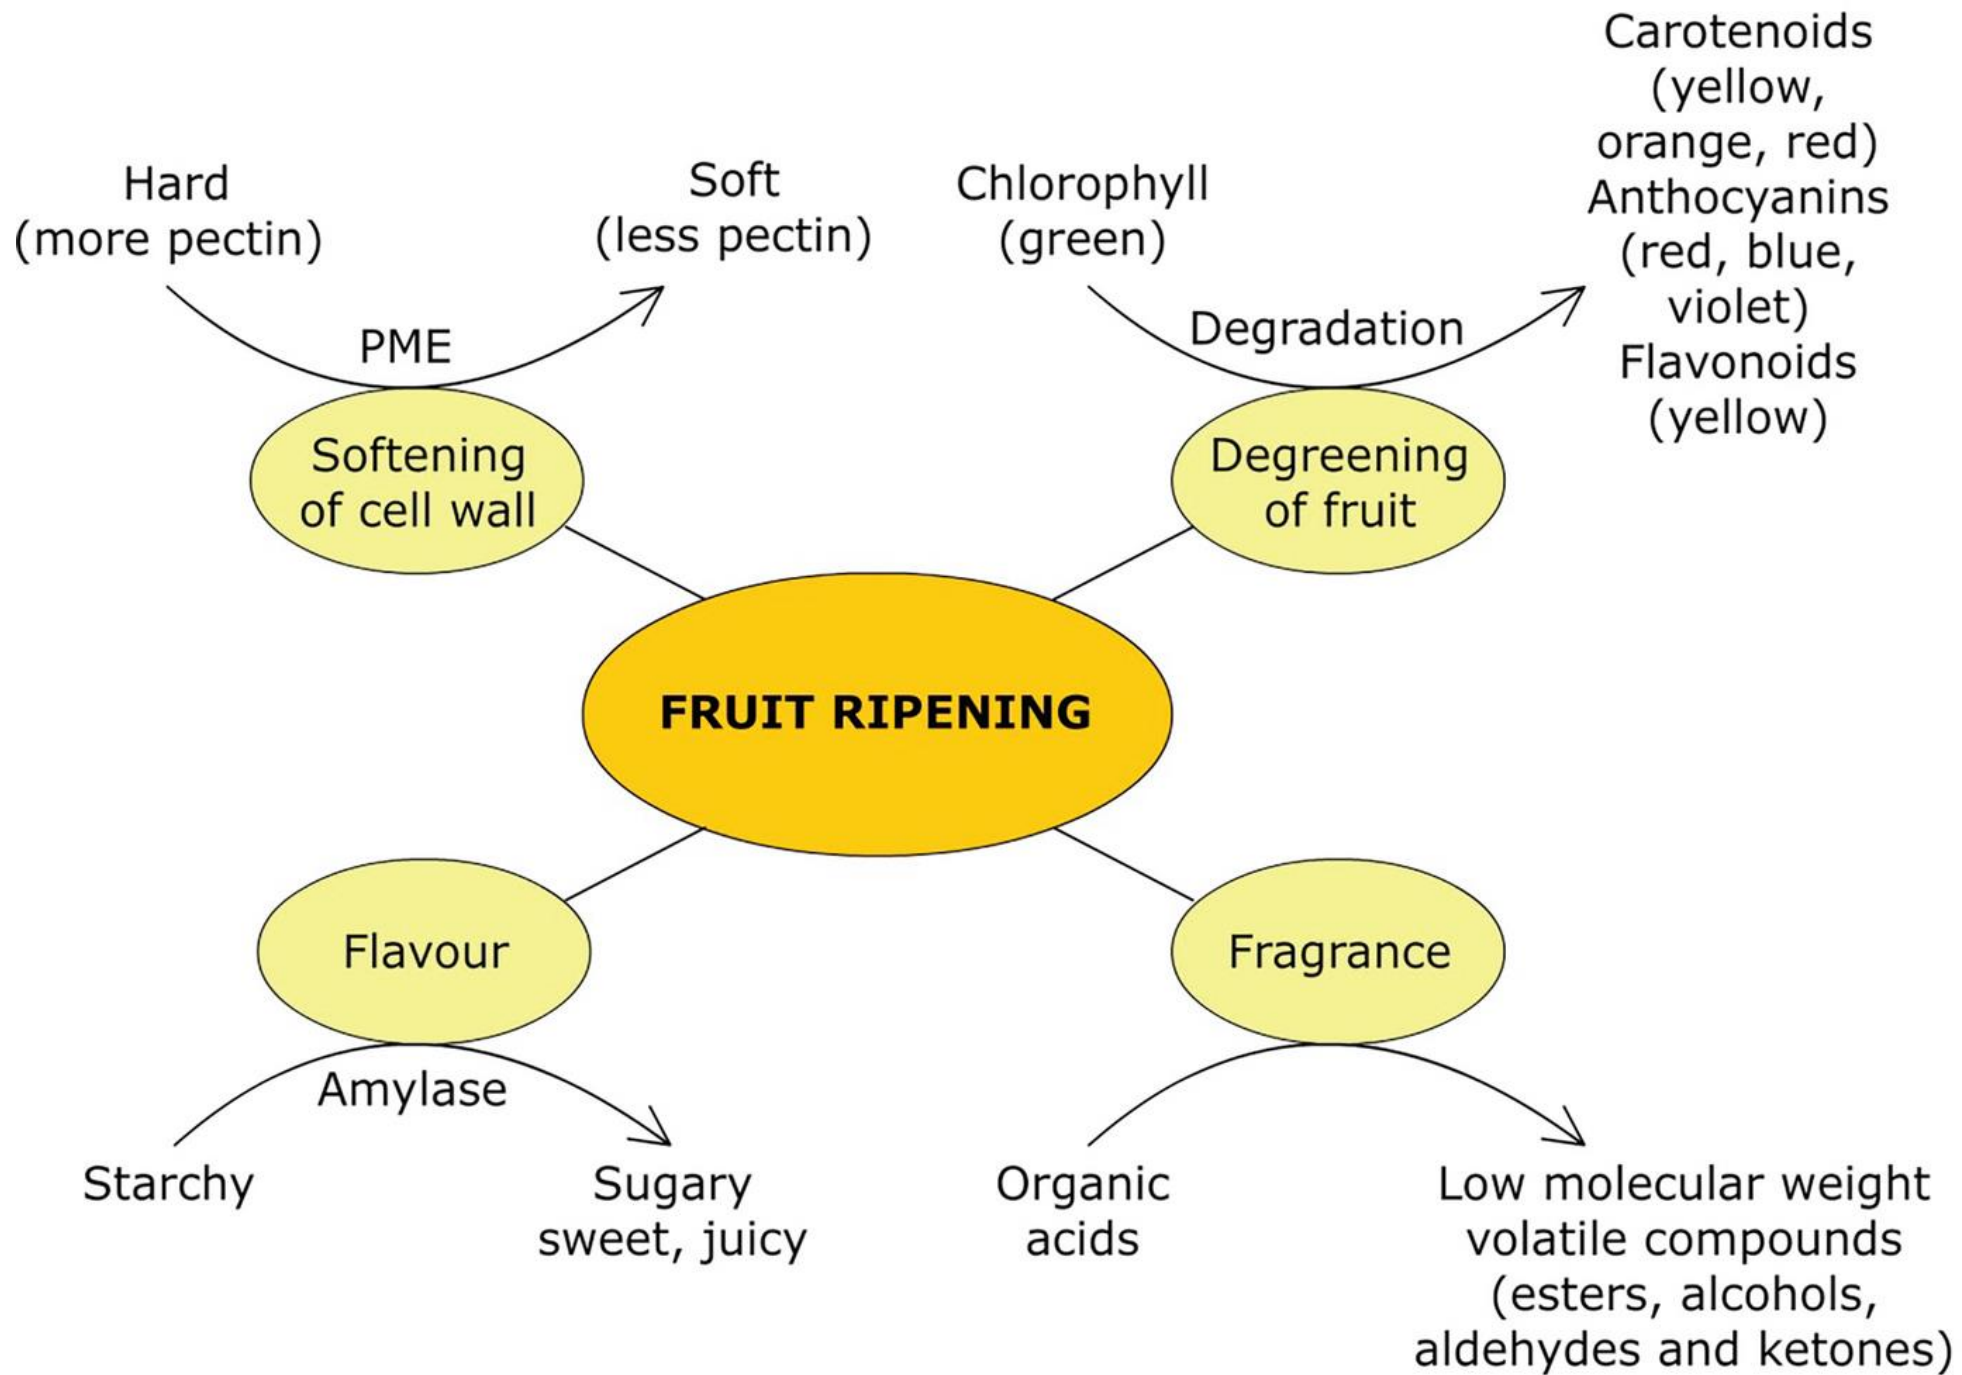 Hard
(more pectin)
Soft
(less pectin)
PME
Softening
of cell wall
Chlorophyll
(green)
Degradation
Carotenoids
(yellow,
orange, red)
Anthocyanins
(red, blue,
violet)
Flavonoids
(yellow)
Degreening
of fruit
FRUIT RIPENING
Flavour
Amylase
Starchy
Sugary
sweet, juicy
Fragrance
Organic
acids
Low molecular weight
volatile compounds
(esters, alcohols,
aldehydes and ketones)